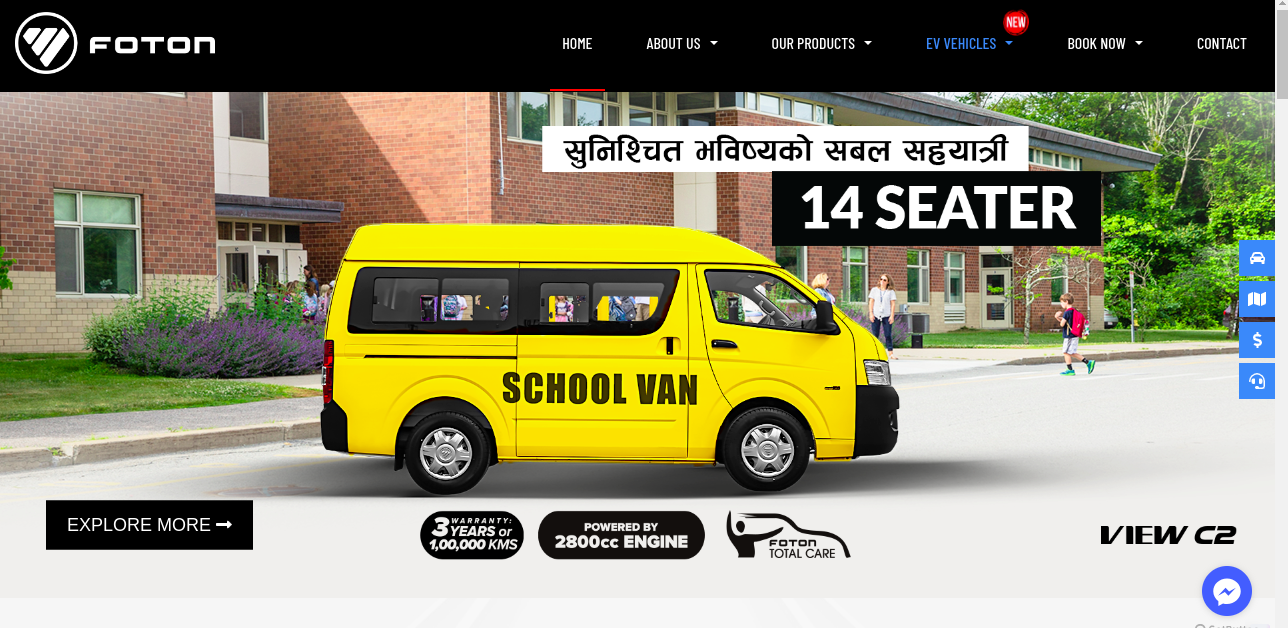 FOTON
HOME
ABOUT US
OUR PRODUCTS
EV VEHICLES
NEW
BOOK NOW
CONTACT
सुनिश्चित भविष्यको सबल सहयात्री
14 SEATER
SCHOOL VAN
EXPLORE MORE
WARRANTY:
3 YEARS or
1,00,000 KMS
POWERED BY
2800cc ENGINE
FOTON
TOTAL CARE
VIEW C2